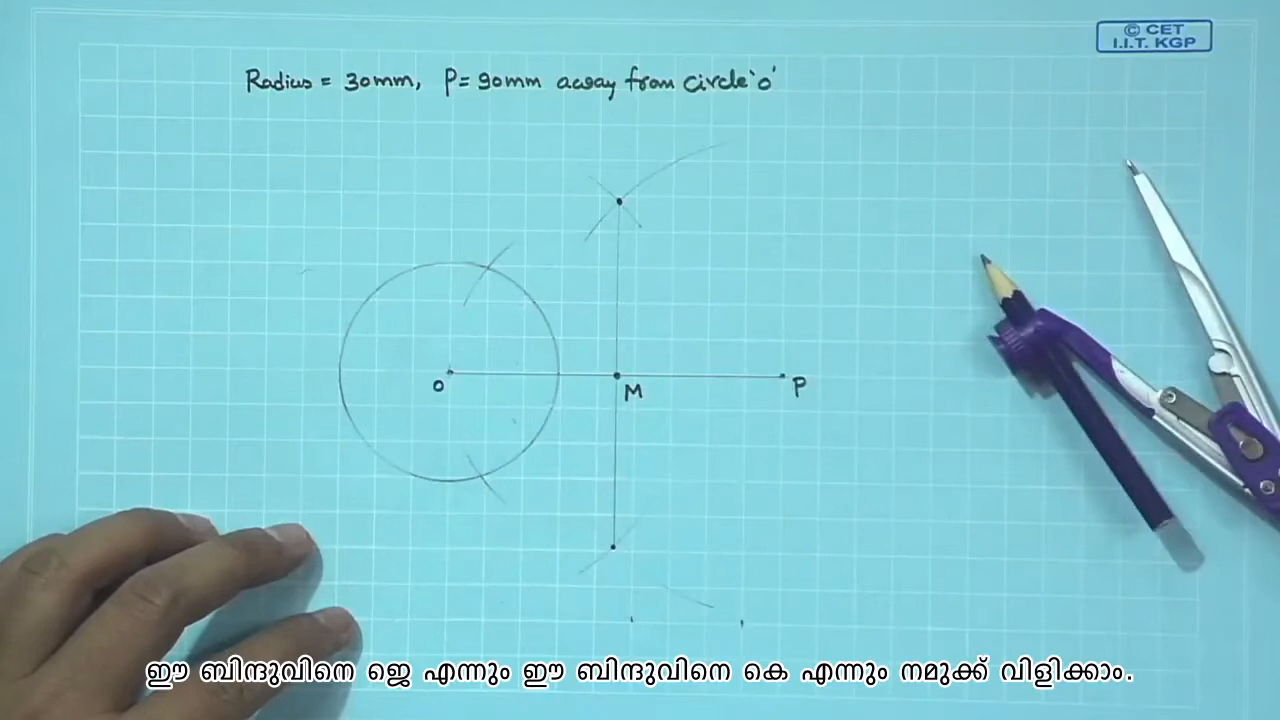 © CET
I.I.T. KGP
Radius = 30mm, P= 90mm away from circle 'o'
O
M
P
ഈ ബിന്ദുവിനെ ജെ എന്നും ഈ ബിന്ദുവിനെ കെ എന്നും നമുക്ക് വിളിക്കാം.